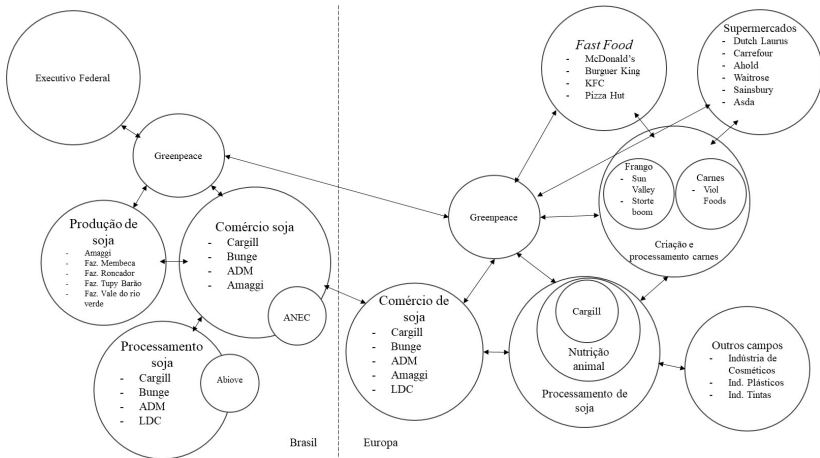 Executivo Federal
Greenpeace
Produção de
soja
- Amaggi
- Faz. Membeca
- Faz. Roncador
- Faz. Tupy Barão
- Faz. Vale do rio
verde
Comércio soja
- Cargill
- Bunge
- ADM
- Amaggi
ANEC
Processamento
soja
- Cargill
- Bunge
- ADM
- LDC
Abiove
Brasil
Europa
Fast Food
- McDonald's
- Burguer King
- KFC
- Pizza Hut
Supermercados
- Dutch Laurus
- Carrefour
- Ahold
- Waitrose
- Sainsbury
- Asda
Greenpeace
Frango
- Sun
Valley
- Storte
boom
Carnes
- Viol
Foods
Criação e
processamento carnes
Comércio de
soja
- Cargill
- Bunge
- ADM
- Amaggi
- LDC
Cargill
Nutrição
animal
Processamento de
soja
Outros campos
- Indústria de
Cosméticos
- Ind. Plásticos
- Ind. Tintas